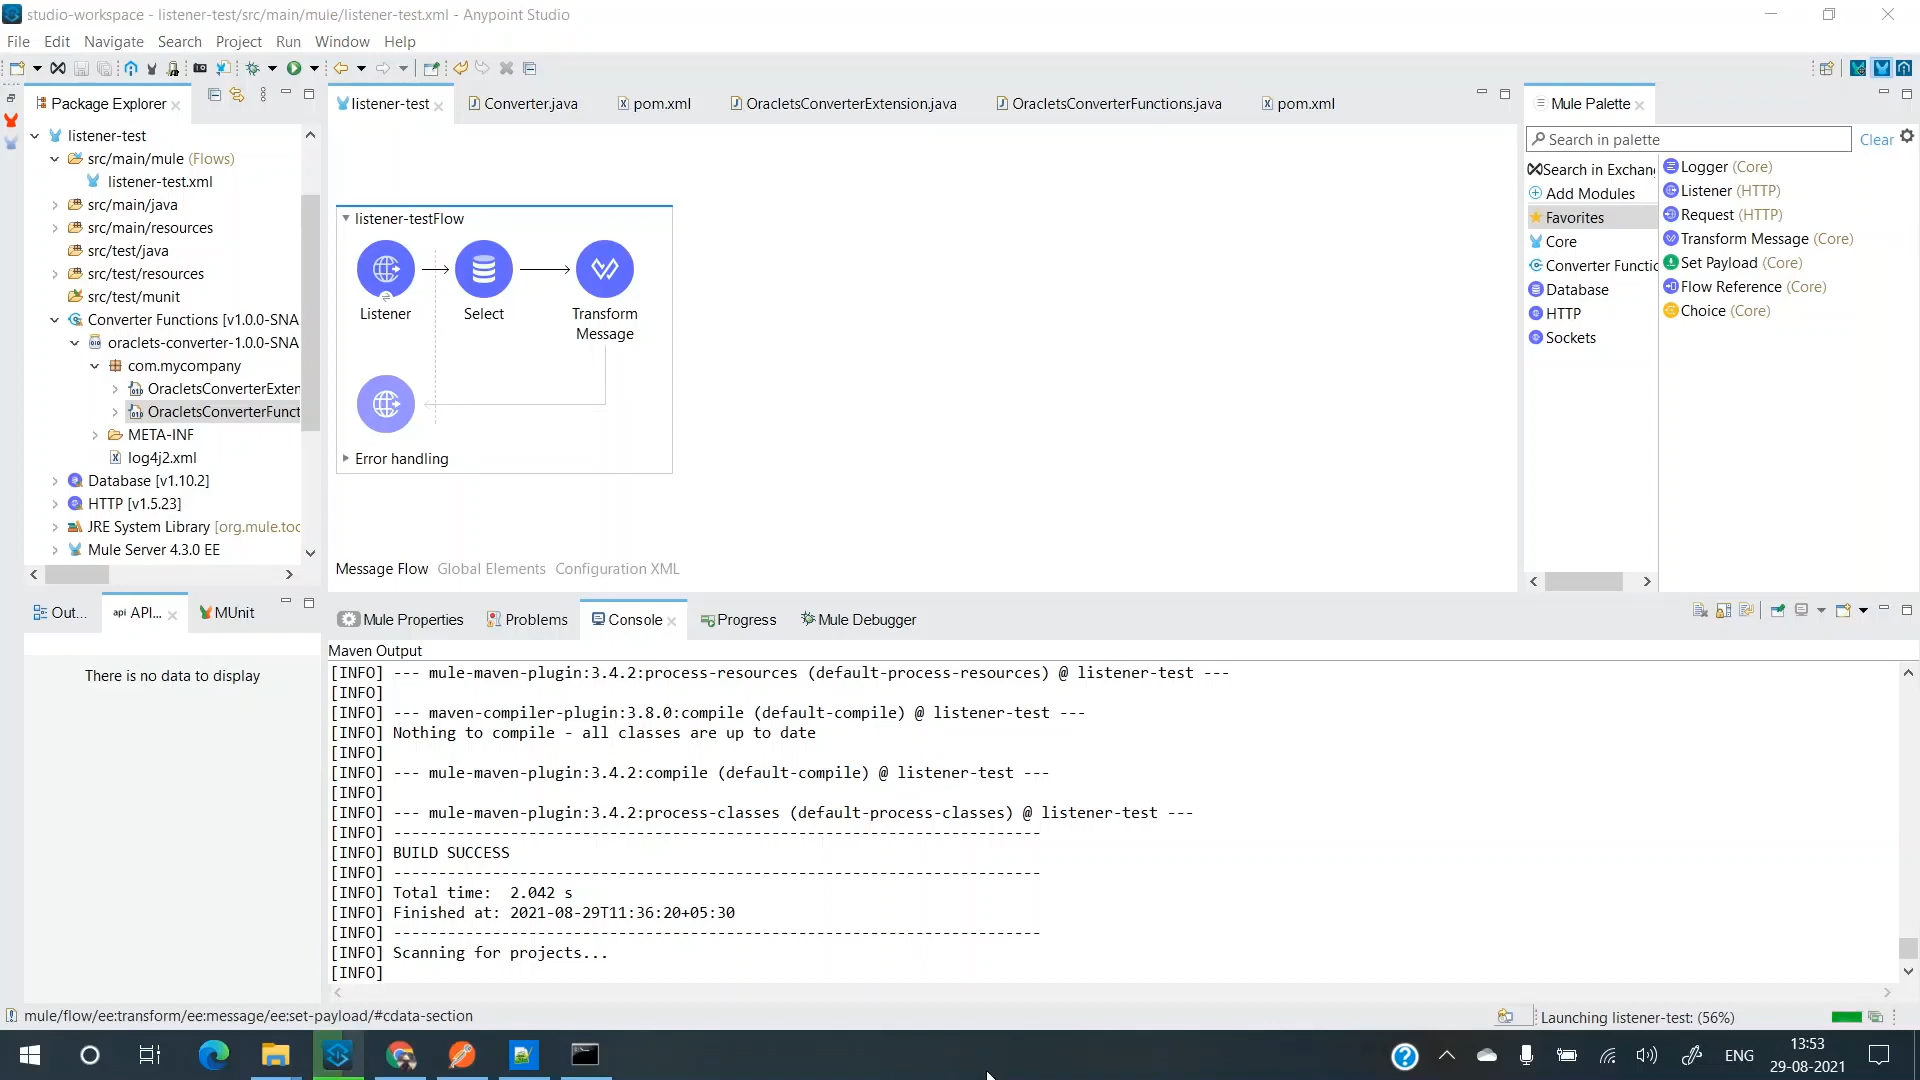 studio-workspace - listener-test/src/main/mule/listener-test.xml - Anypoint Studio
File Edit Navigate Search Project Run Window Help
Package Explorer
listener-test
src/main/mule (Flows)
listener-test.xml
src/main/java
src/main/resources
src/test/java
src/test/resources
src/test/munit
Converter Functions [v1.0.0-SNA
oraclets-converter-1.0.0-SNA
com.mycompany
OracletsConverterExten
OracletsConverterFunct
META-INF
log4j2.xml
Database [v1.10.2]
HTTP [v1.5.23]
JRE System Library [org.mule.too
Mule Server 4.3.0 EE
listener-test Converter.java pom.xml OracletsConverterExtension.java OracletsConverterFunctions.java pom.xml
listener-testFlow
Listener
Select
Transform
Message
Error handling
Message Flow Global Elements Configuration XML
Mule Palette
Search in palette
Clear
Search in Exchan
Add Modules
Favorites
Core
Converter Functic
Database
HTTP
Sockets
Logger (Core)
Listener (HTTP)
Request (HTTP)
Transform Message (Core)
Set Payload (Core)
Flow Reference (Core)
Choice (Core)
Out... api API... MUnit
There is no data to display
Mule Properties Problems Console Progress Mule Debugger
Maven Output
[INFO] --- mule-maven-plugin:3.4.2:process-resources (default-process-resources) @ listener-test ---
[INFO]
[INFO] --- maven-compiler-plugin:3.8.0:compile (default-compile) @ listener-test ---
[INFO] Nothing to compile - all classes are up to date
[INFO]
[INFO] --- mule-maven-plugin:3.4.2:compile (default-compile) @ listener-test ---
[INFO]
[INFO] --- mule-maven-plugin:3.4.2:process-classes (default-process-classes) @ listener-test ---
[INFO] ------------------------------------------------------------------------
[INFO] BUILD SUCCESS
[INFO] ------------------------------------------------------------------------
[INFO] Total time:  2.042 s
[INFO] Finished at: 2021-08-29T11:36:20+05:30
[INFO] ------------------------------------------------------------------------
[INFO] Scanning for projects...
[INFO]
mule/flow/ee:transform/ee:message/ee:set-payload/#cdata-section
Launching listener-test: (56%)
ENG
13:53
29-08-2021